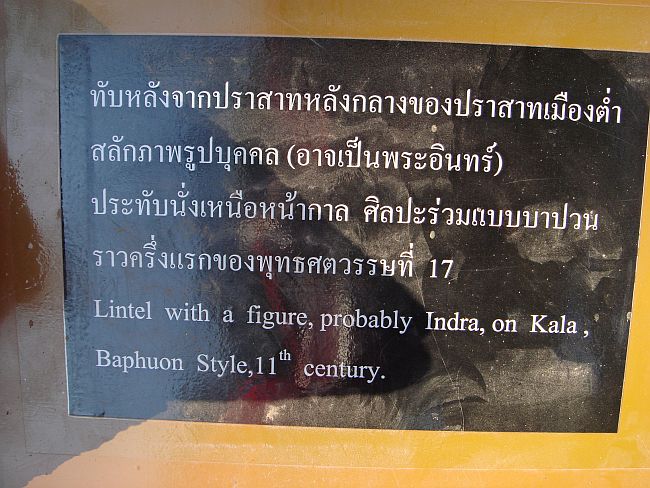 ทับหลังจากปราสาทหลังกลางของปราสาทเมืองต่ำ
สลักภาพรูปบุคคล (อาจเป็นพระอินทร์)
ประทับนั่งเหนือหน้ากาล ศิลปะร่วมแบบบาปวน
ราวครึ่งแรกของพุทธศตวรรษที่ 17
Lintel with a figure, probably Indra, on Kala ,
Baphuon Style,11th century.